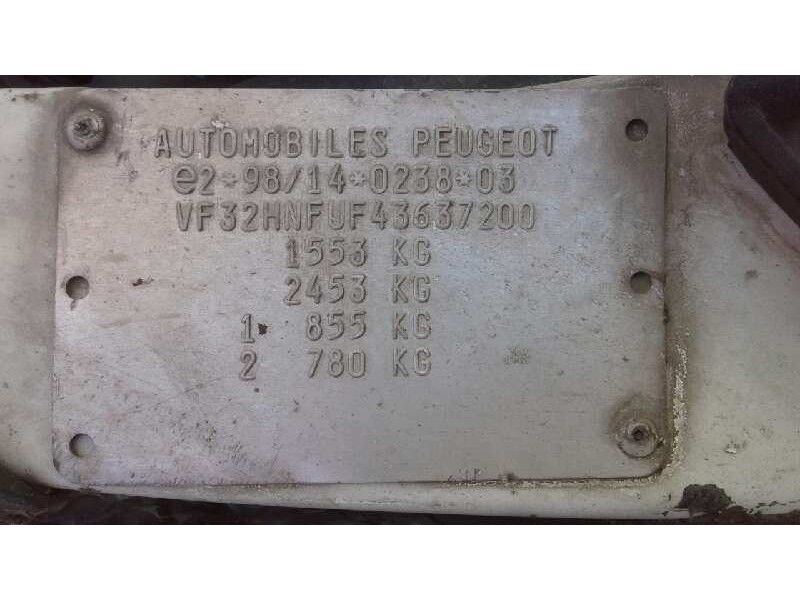 AUTOMOBILES PEUGEOT
e2*98/14*0238*03
VF32HNFUF43637200
1553 KG
2453 KG
1 855 KG
2 780 KG